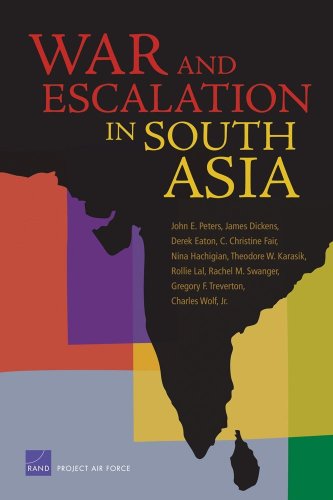 WAR AND
ESCALATION
IN SOUTH
ASIA
John E. Peters, James Dickens,
Derek Eaton, C. Christine Fair,
Nina Hachigian, Theodore W. Karasik,
Rollie Lal, Rachel M. Swanger,
Gregory F. Treverton,
Charles Wolf, Jr.
RAND PROJECT AIR FORCE